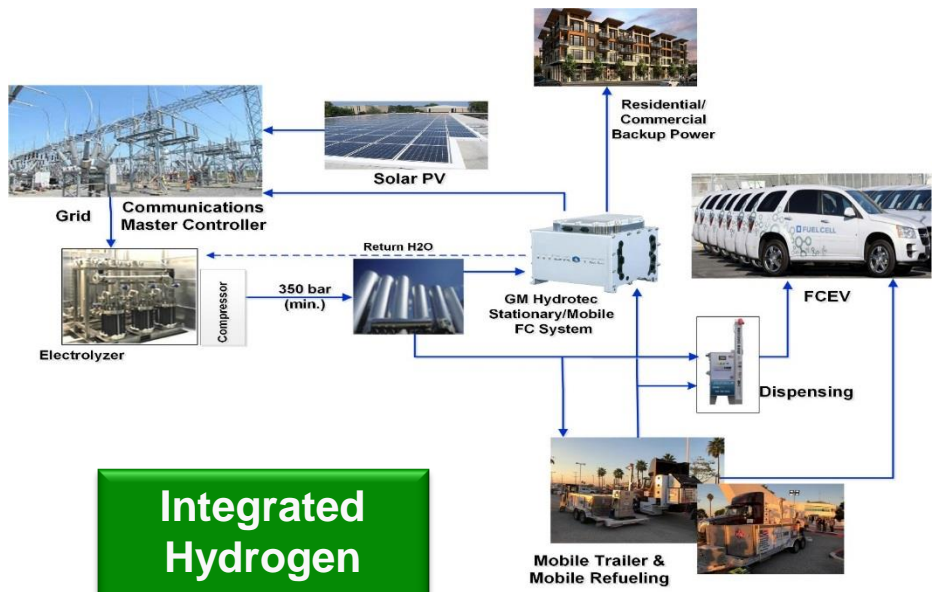 Residential/
Commercial
Backup Power
Solar PV
Grid
Communications
Master Controller
FUELCELL
Return H2O
350 bar
(min.)
Compressor
GM Hydrotec
Stationary/Mobile
FC System
FCEV
Electrolyzer
Dispensing
Integrated
Hydrogen
Mobile Trailer &
Mobile Refueling